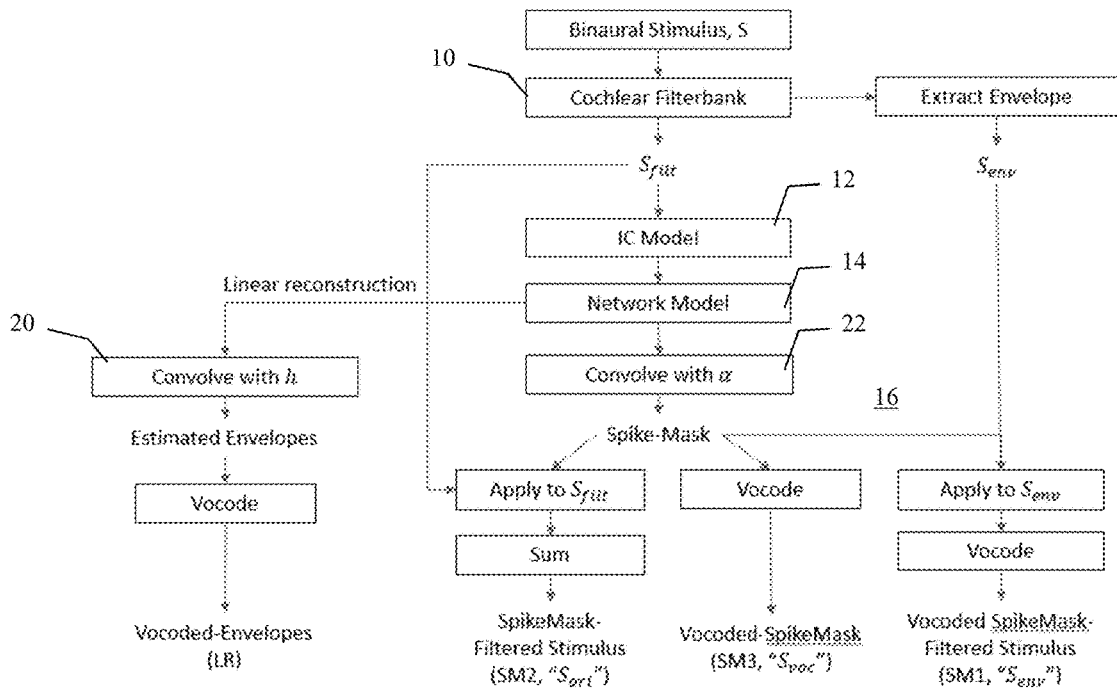 Binaural Stimulus, S
10
Cochlear Filterbank
Extract Envelope
S_filt
S_env
12
IC Model
14
Linear reconstruction
Network Model
20
22
Convolve with h
Convolve with α
16
Estimated Envelopes
Spike-Mask
Vocode
Apply to S_filt
Vocode
Apply to S_env
Sum
Vocode
Vocoded-Envelopes
(LR)
SpikeMask-
Filtered Stimulus
(SM2, “S_ori”)
Vocoded-SpikeMask
(SM3, “S_voc”)
Vocoded SpikeMask-
Filtered Stimulus
(SM1, “S_env”)